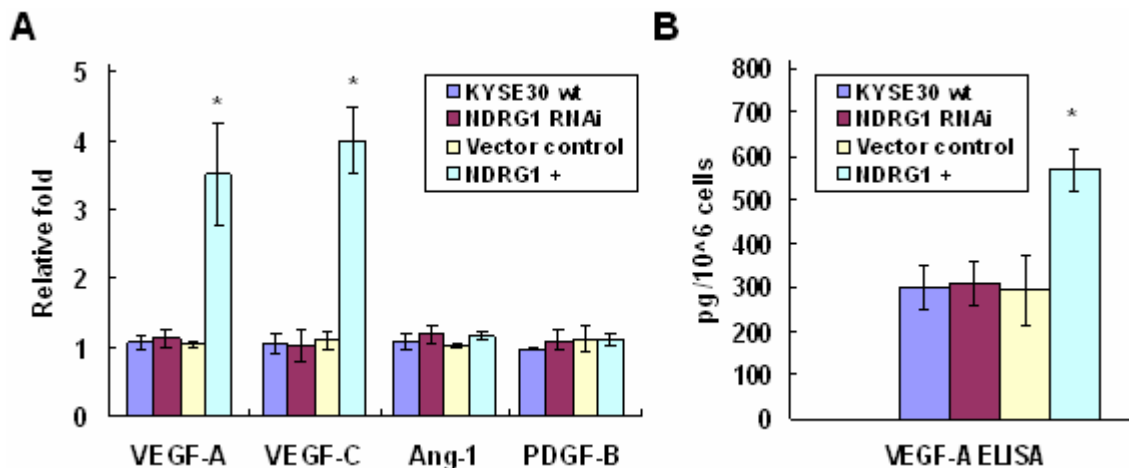 A
Relative fold
5
4
3
2
1
0
*
*
KYSE30 wt
NDRG1 RNAi
Vector control
NDRG1 +
VEGF-A VEGF-C Ang-1 PDGF-B
B
pg/10^6 cells
800
700
600
500
400
300
200
100
0
KYSE30 wt
NDRG1 RNAi
Vector control
NDRG1 +
*
VEGF-A ELISA